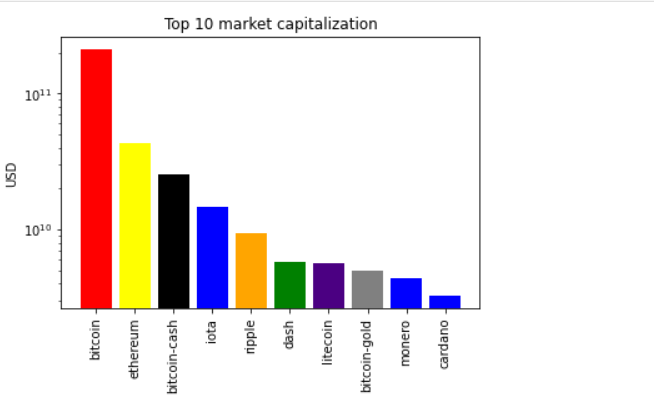 Top 10 market capitalization
USD
10¹¹
10¹⁰
bitcoin
ethereum
bitcoin-cash
iota
ripple
dash
litecoin
bitcoin-gold
monero
cardano